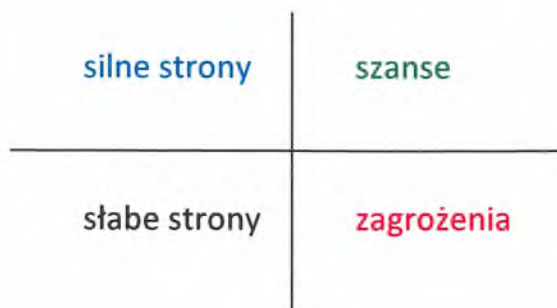 silne strony
szanse
słabe strony
zagrożenia